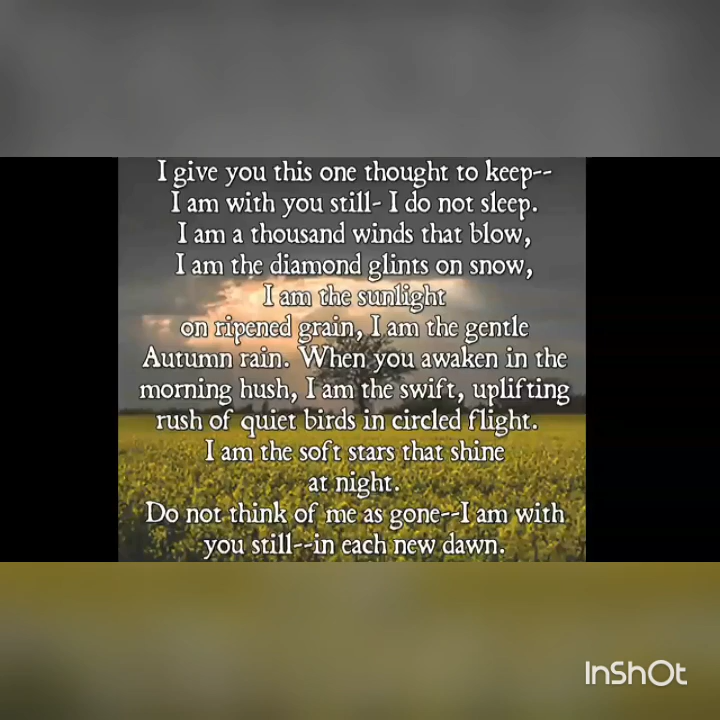 I give you this one thought to keep--
I am with you still- I do not sleep.
I am a thousand winds that blow,
I am the diamond glints on snow,
I am the sunlight
on ripened grain, I am the gentle
Autumn rain. When you awaken in the
morning hush, I am the swift, uplifting
rush of quiet birds in circled flight.
I am the soft stars that shine
at night.
Do not think of me as gone--I am with
you still--in each new dawn.
InShOt